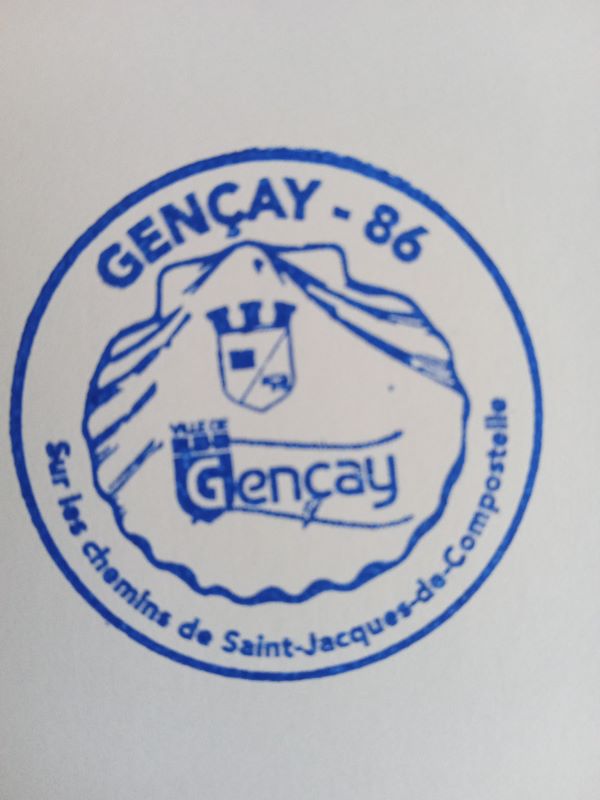 GENÇAY - 86
VILLE DE
Gençay
Sur les chemins de Saint-Jacques-de-Compostelle